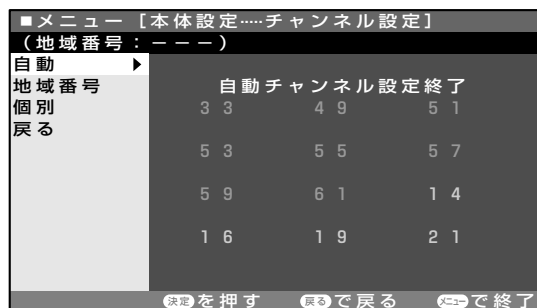 ■メニュー [本体設定┅┅チャンネル設定]
(地域番号:ーーー)
自動 ▶
地域番号
個別
戻る
自動チャンネル設定終了
33 49 51
53 55 57
59 61 14
16 19 21
決定を押す 戻るで戻る メニューで終了